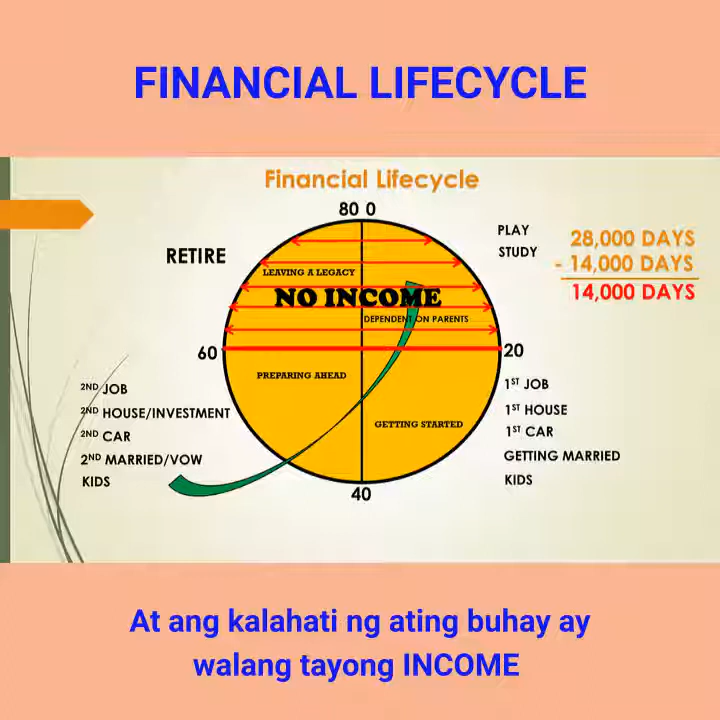 FINANCIAL LIFECYCLE
Financial Lifecycle
80 0
PLAY
STUDY
28,000 DAYS
- 14,000 DAYS
14,000 DAYS
RETIRE
LEAVING A LEGACY
NO INCOME
DEPENDENT ON PARENTS
60
20
PREPARING AHEAD
GETTING STARTED
2ND JOB
2ND HOUSE/INVESTMENT
2ND CAR
2ND MARRIED/VOW
KIDS
1ST JOB
1ST HOUSE
1ST CAR
GETTING MARRIED
KIDS
40
At ang kalahati ng ating buhay ay
walang tayong INCOME